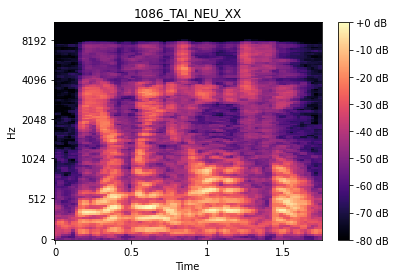 1086_TAI_NEU_XX
+0 dB
8192
-10 dB
4096
-20 dB
-30 dB
2048
-40 dB
Hz
1024
-50 dB
512
-60 dB
-70 dB
0
-80 dB
0 0.5 1 1.5
Time